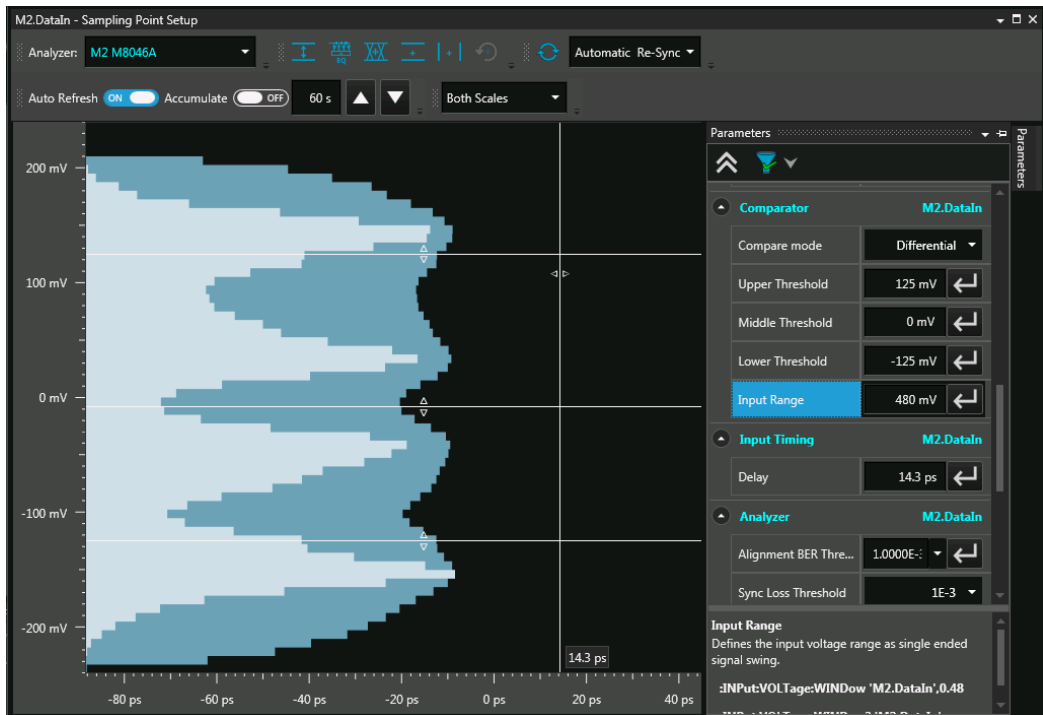 M2.DataIn - Sampling Point Setup
Analyzer: M2 M8046A EQ Automatic Re-Sync
Auto Refresh ON Accumulate OFF 60 s Both Scales
Parameters
Parameters
200 mV
100 mV
0 mV
-100 mV
-200 mV
14.3 ps
-80 ps -60 ps -40 ps -20 ps 0 ps 20 ps 40 ps
Comparator M2.DataIn
Compare mode Differential
Upper Threshold 125 mV
Middle Threshold 0 mV
Lower Threshold -125 mV
Input Range 480 mV
Input Timing M2.DataIn
Delay 14.3 ps
Analyzer M2.DataIn
Alignment BER Thre... 1.0000E-
Sync Loss Threshold 1E-3
Input Range
Defines the input voltage range as single ended
signal swing.
:INPut:VOLTage:WINDow 'M2.DataIn',0.48